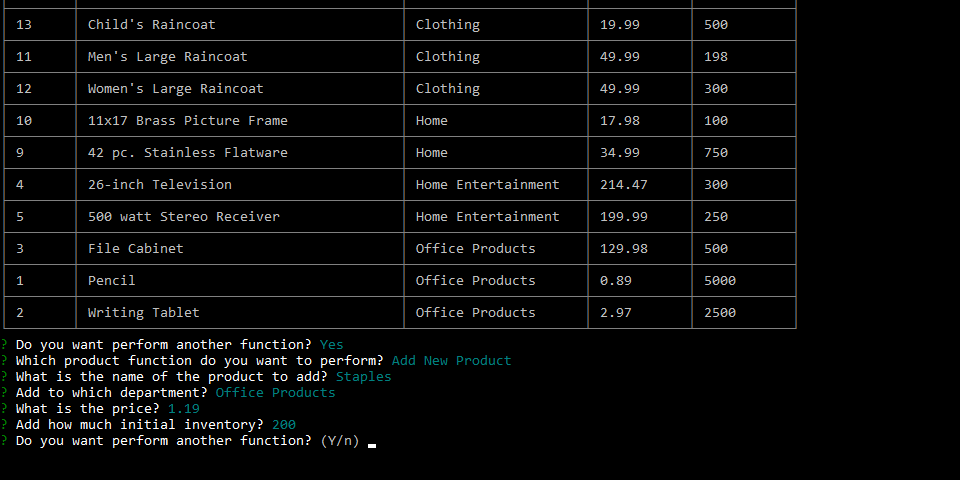 13 Child's Raincoat Clothing 19.99 500
11 Men's Large Raincoat Clothing 49.99 198
12 Women's Large Raincoat Clothing 49.99 300
10 11x17 Brass Picture Frame Home 17.98 100
9 42 pc. Stainless Flatware Home 34.99 750
4 26-inch Television Home Entertainment 214.47 300
5 500 watt Stereo Receiver Home Entertainment 199.99 250
3 File Cabinet Office Products 129.98 500
1 Pencil Office Products 0.89 5000
2 Writing Tablet Office Products 2.97 2500
? Do you want perform another function? Yes
? Which product function do you want to perform? Add New Product
? What is the name of the product to add? Staples
? Add to which department? Office Products
? What is the price? 1.19
? Add how much initial inventory? 200
? Do you want perform another function? (Y/n)